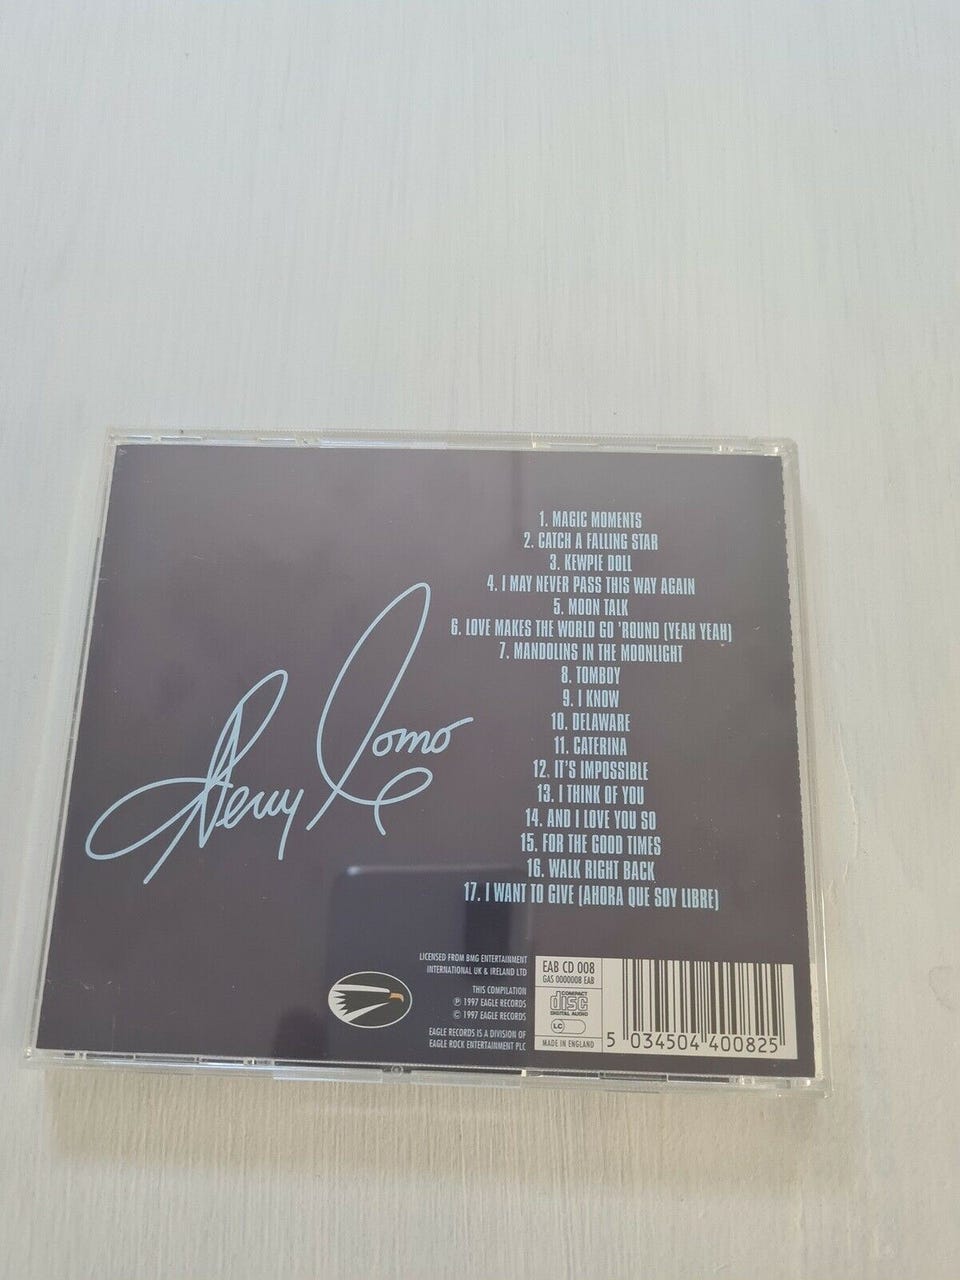 1. MAGIC MOMENTS
2. CATCH A FALLING STAR
3. KEWPIE DOLL
4. I MAY NEVER PASS THIS WAY AGAIN
5. MOON TALK
6. LOVE MAKES THE WORLD GO 'ROUND (YEAH YEAH)
7. MANDOLINS IN THE MOONLIGHT
8. TOMBOY
9. I KNOW
10. DELAWARE
11. CATERINA
12. IT'S IMPOSSIBLE
13. I THINK OF YOU
14. AND I LOVE YOU SO
15. FOR THE GOOD TIMES
16. WALK RIGHT BACK
17. I WANT TO GIVE (AHORA QUE SOY LIBRE)
Perry Como
LICENSED FROM BMG ENTERTAINMENT
INTERNATIONAL UK & IRELAND LTD
THIS COMPILATION
℗ 1997 EAGLE RECORDS
© 1997 EAGLE RECORDS
EAGLE RECORDS IS A DIVISION OF
EAGLE ROCK ENTERTAINMENT PLC
EAB CD 008
GAS 0000008 EAB
COMPACT
disc
DIGITAL AUDIO
LC
MADE IN ENGLAND
5 034504 400825